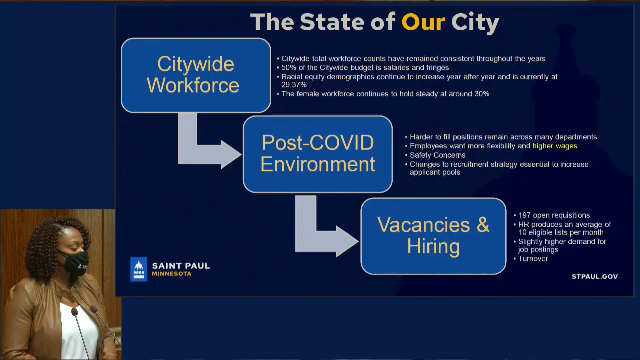 The State of Our City
Citywide
Workforce
• Citywide total workforce counts have remained consistent throughout the years
• 50% of the Citywide budget is salaries and fringes
• Racial equity demographics continue to increase year after year and is currently at
29.37%
• The female workforce continues to hold steady at around 30%
Post-COVID
Environment
• Harder to fill positions remain across many departments
• Employees want more flexibility and higher wages
• Safety Concerns
• Changes to recruitment strategy essential to increase
applicant pools
Vacancies &
Hiring
• 197 open requisitions
• HR produces an average of
10 eligible lists per month
• Slightly higher demand for
job postings
• Turnover
SAINT PAUL
MINNESOTA
STPAUL.GOV